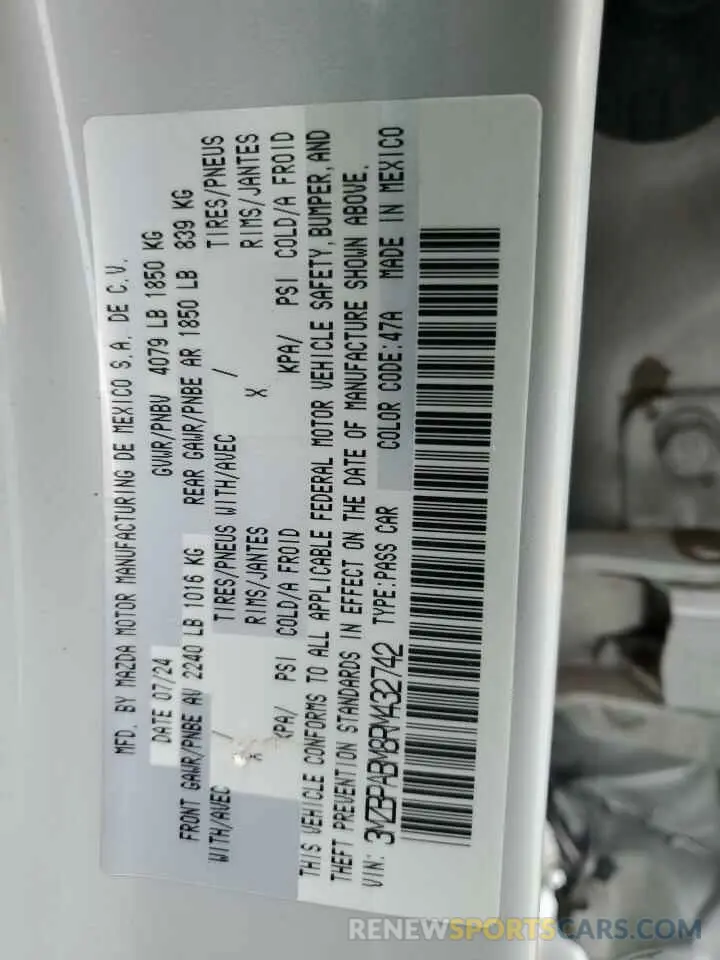 MFD. BY MAZDA MOTOR MANUFACTURING DE MEXICO S.A. DE C.V.
DATE 07/24 GVWR/PNBV 4079 LB 1850 KG
FRONT GAWR/PNBE AV 2240 LB 1016 KG REAR GAWR/PNBE AR 1850 LB 839 KG
WITH/AVEC TIRES/PNEUS WITH/AVEC TIRES/PNEUS
X RIMS/JANTES X RIMS/JANTES
KPA/ PSI COLD/A FROID KPA/ PSI COLD/A FROID
THIS VEHICLE CONFORMS TO ALL APPLICABLE FEDERAL MOTOR VEHICLE SAFETY, BUMPER, AND
THEFT PREVENTION STANDARDS IN EFFECT ON THE DATE OF MANUFACTURE SHOWN ABOVE.
VIN: 3MZBPABM8RM432742 TYPE:PASS CAR COLOR CODE:47A MADE IN MEXICO
RENEWSPORTSCARS.COM